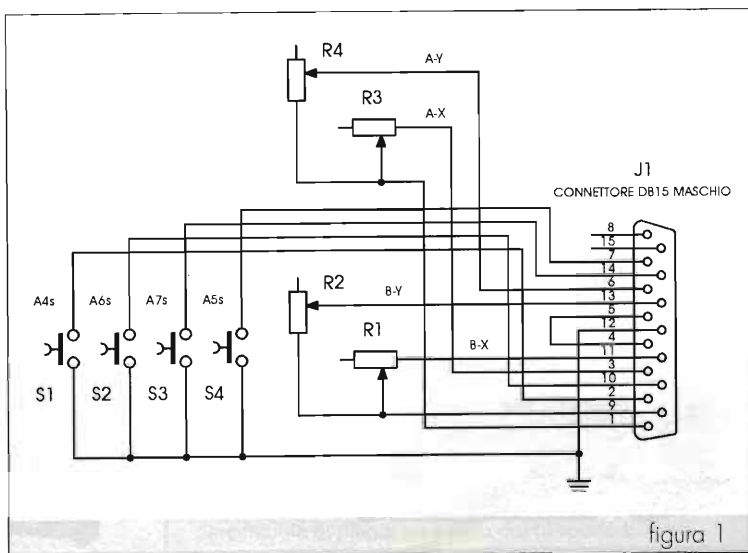 R4
A-Y
R3
A-X
J1
CONNETTORE DB15 MASCHIO
8
15
7
14
6
13
5
12
4
11
3
10
2
9
1
R2
B-Y
R1
B-X
A4s
A6s
A7s
A5s
S1
S2
S3
S4
figura 1